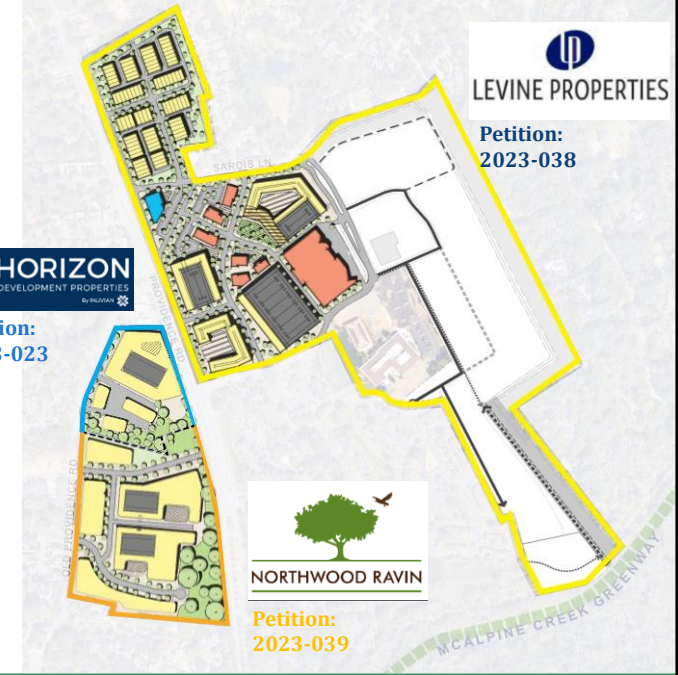 LEVINE PROPERTIES
Petition:
2023-038
SARDIS LN
PROVIDENCE RD
HORIZON
DEVELOPMENT PROPERTIES
By INLIVIAN
tion:
-023
OLD PROVIDENCE RD
NORTHWOOD RAVIN
Petition:
2023-039
MCALPINE CREEK GREENWAY